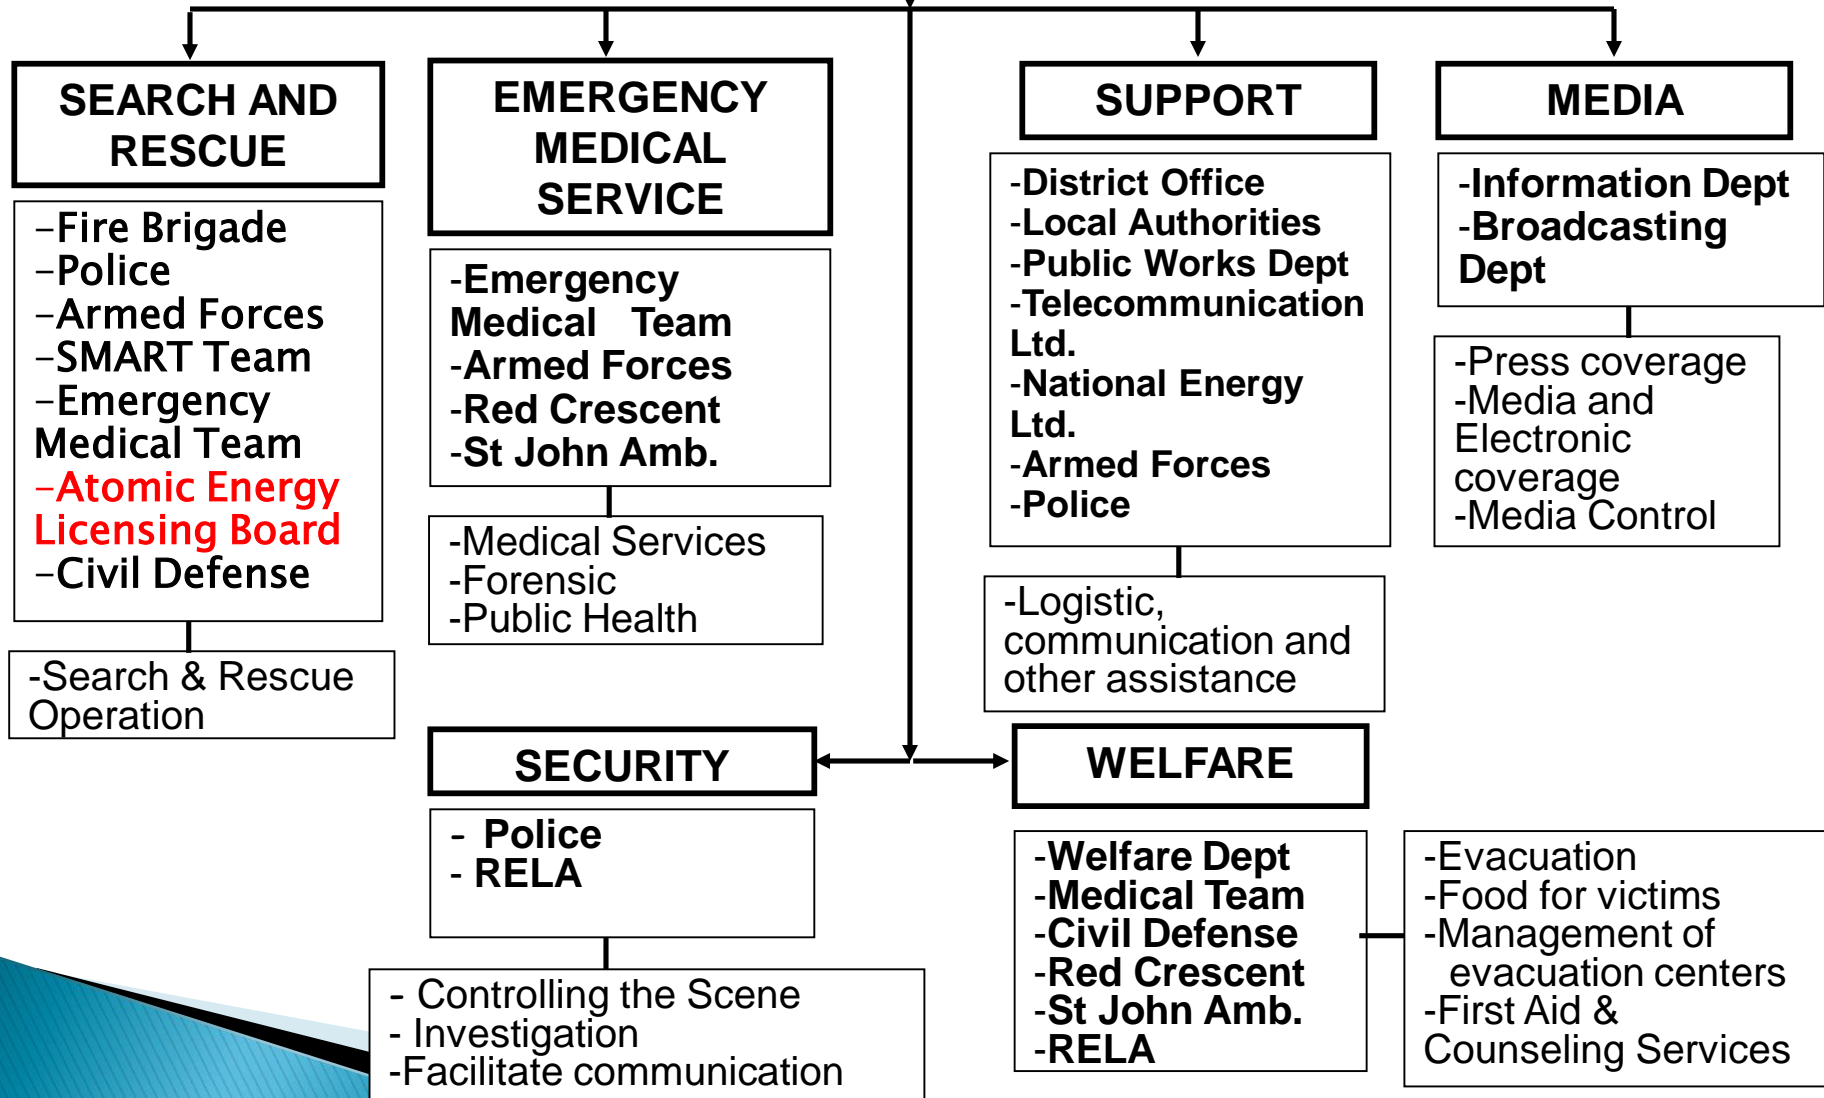 SEARCH AND
RESCUE
-Fire Brigade
-Police
-Armed Forces
-SMART Team
-Emergency
Medical Team
-Atomic Energy
Licensing Board
-Civil Defense
-Search & Rescue
Operation
EMERGENCY
MEDICAL
SERVICE
-Emergency
Medical Team
-Armed Forces
-Red Crescent
-St John Amb.
-Medical Services
-Forensic
-Public Health
SUPPORT
-District Office
-Local Authorities
-Public Works Dept
-Telecommunication
Ltd.
-National Energy
Ltd.
-Armed Forces
-Police
-Logistic,
communication and
other assistance
MEDIA
-Information Dept
-Broadcasting
Dept
-Press coverage
-Media and
Electronic
coverage
-Media Control
SECURITY
- Police
- RELA
- Controlling the Scene
- Investigation
-Facilitate communication
WELFARE
-Welfare Dept
-Medical Team
-Civil Defense
-Red Crescent
-St John Amb.
-RELA
-Evacuation
-Food for victims
-Management of
evacuation centers
-First Aid &
Counseling Services